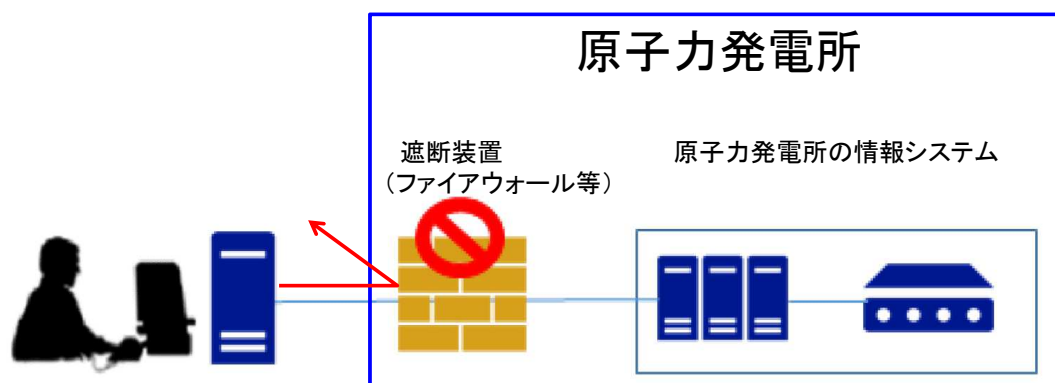 原子力発電所
遮断装置
（ファイアウォール等）
原子力発電所の情報システム